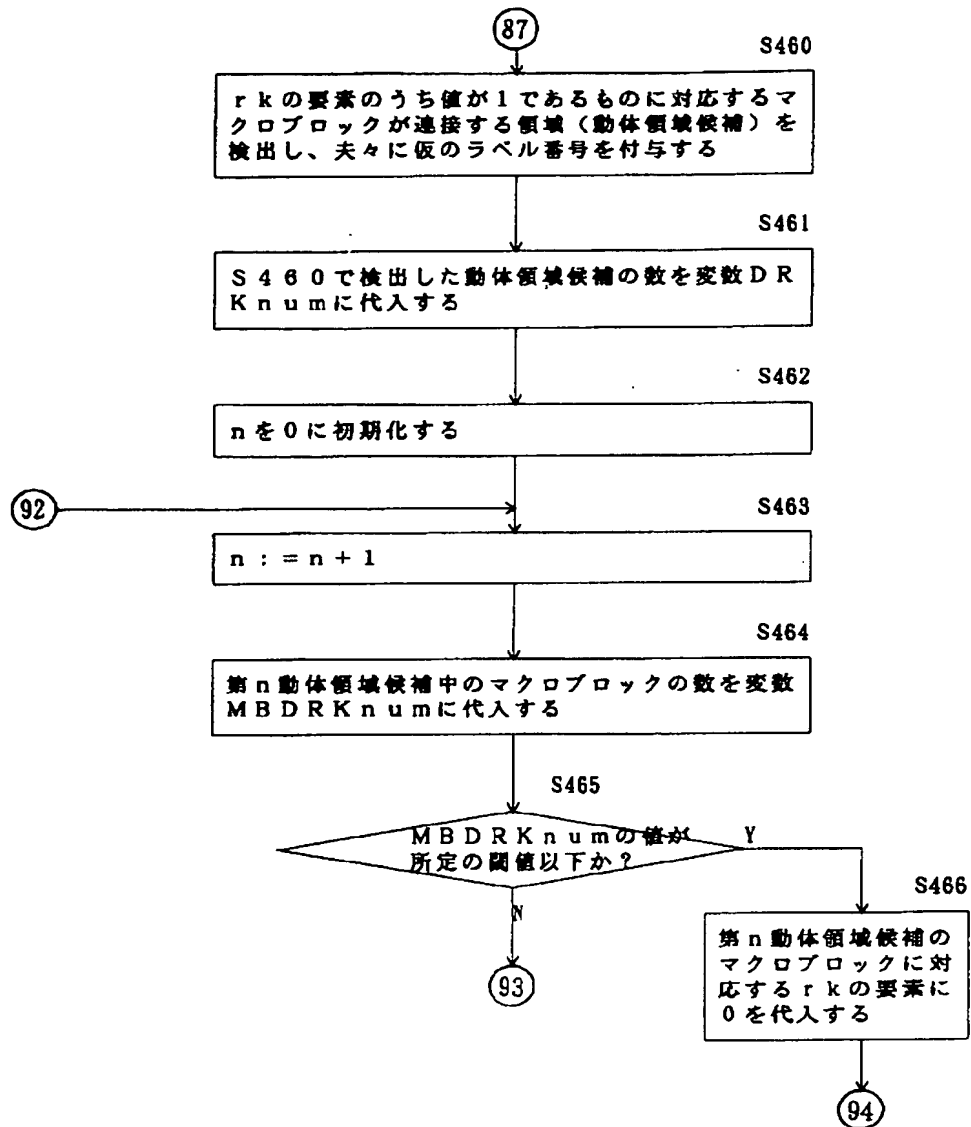 87
S460
rkの要素のうち値が1であるものに対応するマ
クロブロックが連接する領域（動体領域候補）を
検出し、夫々に仮のラベル番号を付与する
S461
S460で検出した動体領域候補の数を変数DR
Knumに代入する
S462
nを0に初期化する
92
S463
n:=n+1
S464
第n動体領域候補中のマクロブロックの数を変数
MBDRKnumに代入する
S465
MBDRKnumの値が
所定の閾値以下か？
Y
N
S466
第n動体領域候補の
マクロブロックに対
応するrkの要素に
0を代入する
93
94